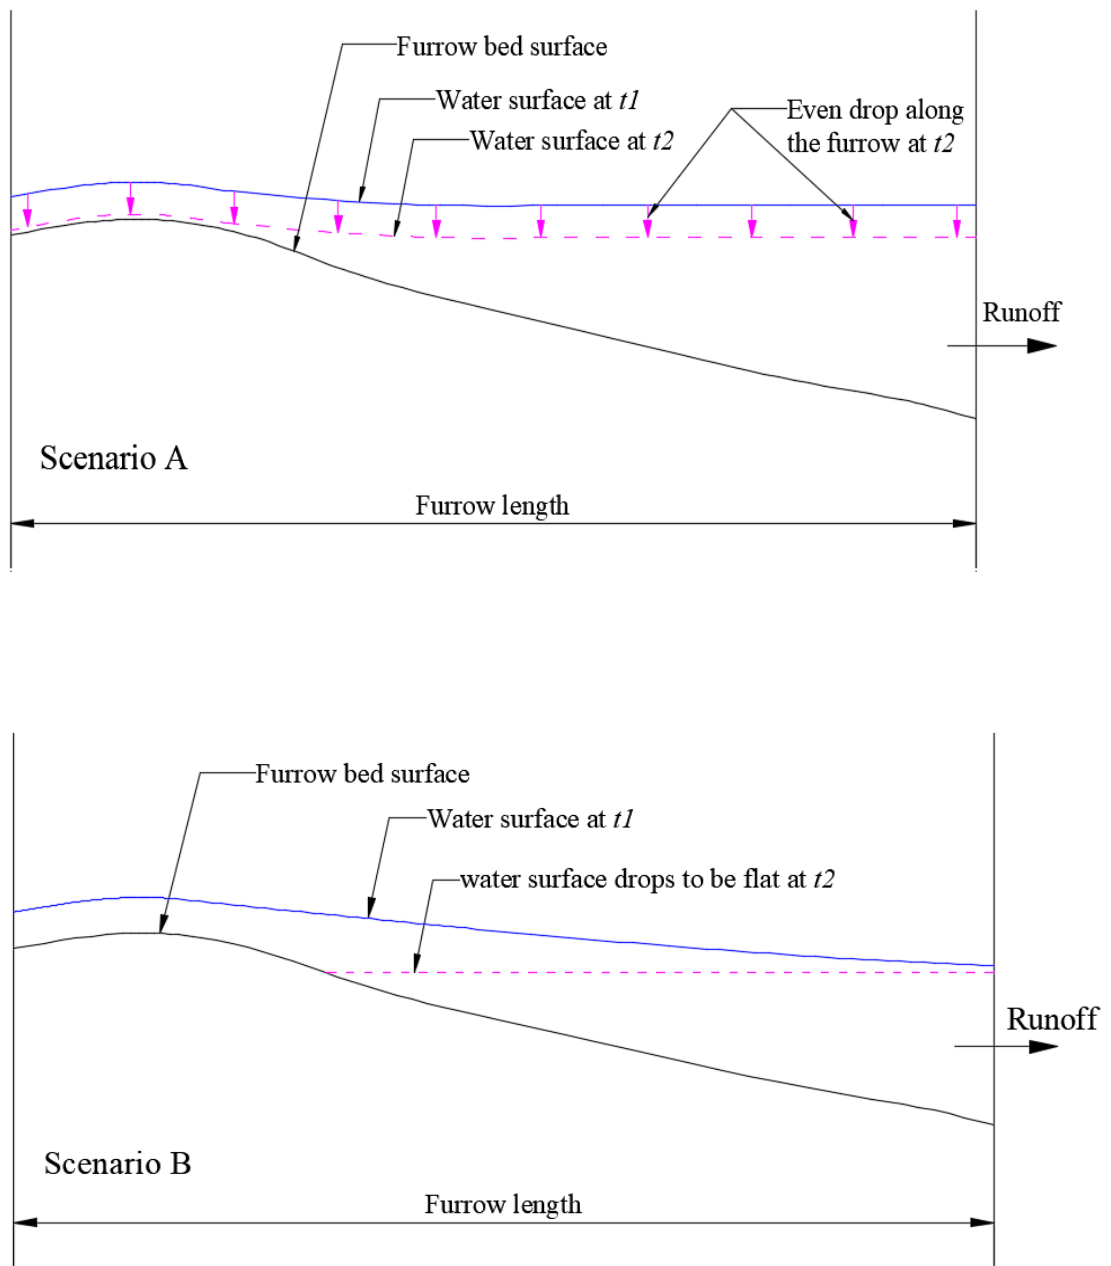 Furrow bed surface
Water surface at t1
Water surface at t2
Even drop along
the furrow at t2
Runoff
Scenario A
Furrow length
Furrow bed surface
Water surface at t1
water surface drops to be flat at t2
Runoff
Scenario B
Furrow length